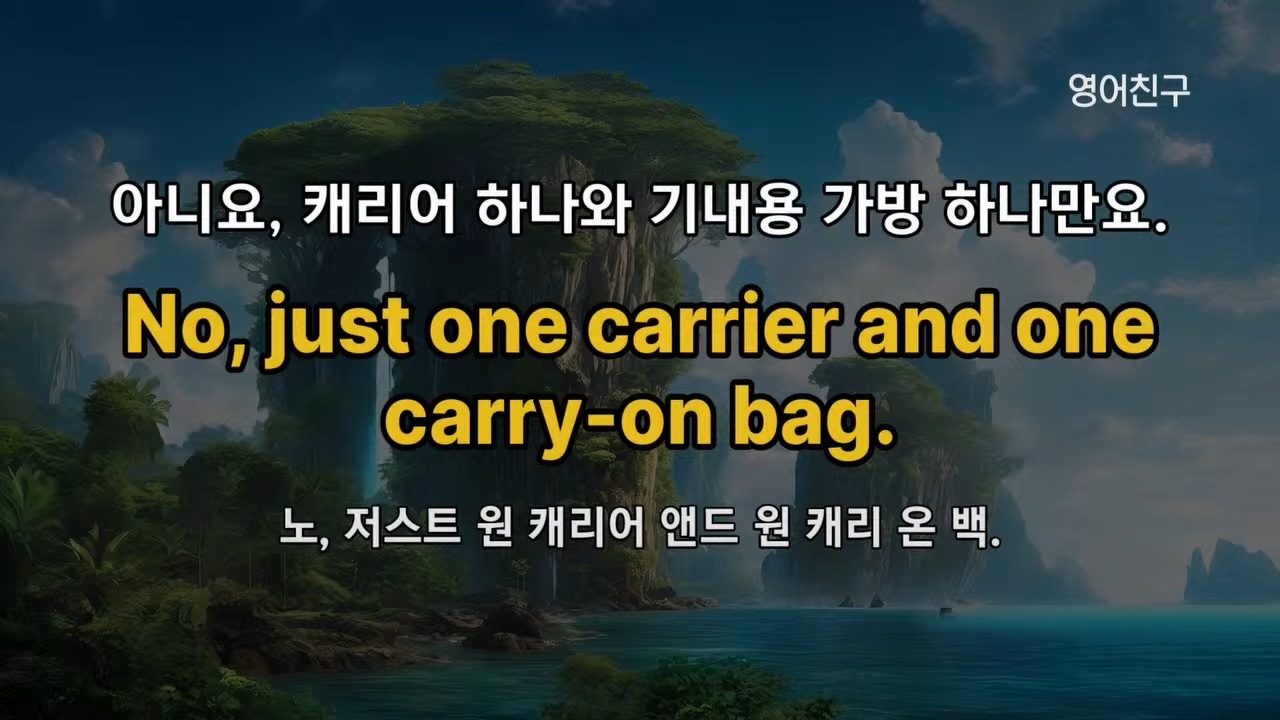 영어친구
아니요, 캐리어 하나와 기내용 가방 하나만요.
No, just one carrier and one
carry-on bag.
노, 저스트 원 캐리어 앤드 원 캐리 온 백.